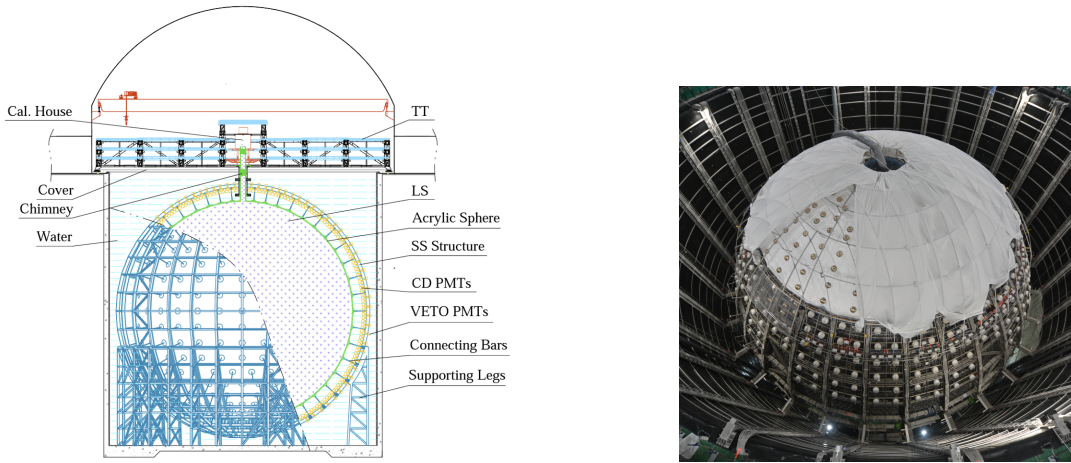 Cal. House
TT
Cover
Chimney
Water
LS
Acrylic Sphere
SS Structure
CD PMTs
VETO PMTs
Connecting Bars
Supporting Legs